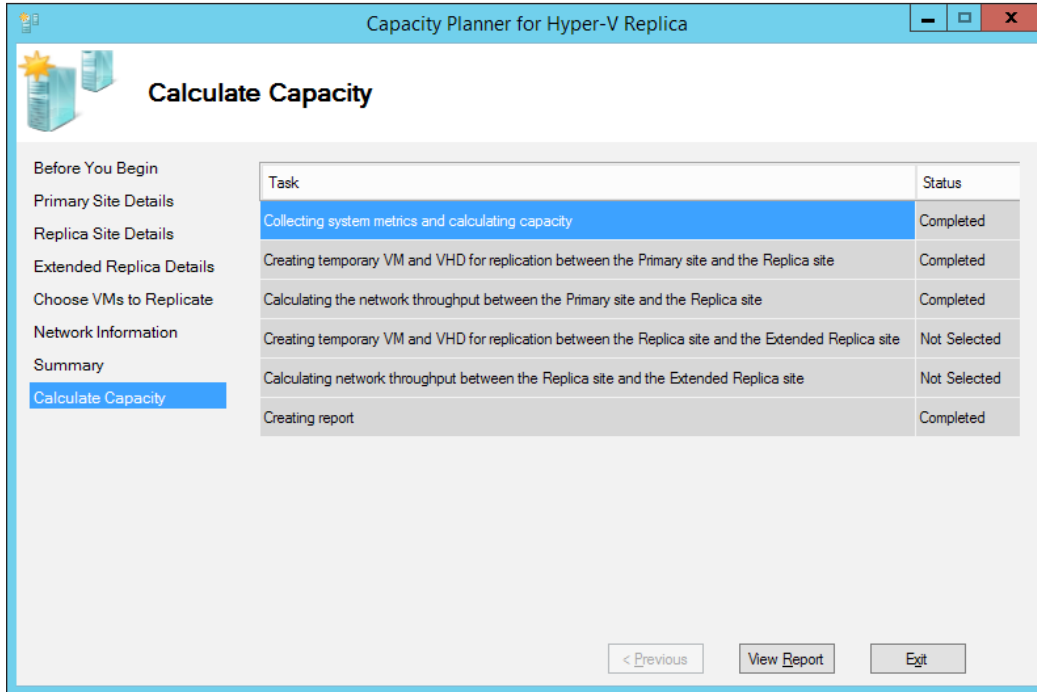 Capacity Planner for Hyper-V Replica
Calculate Capacity
Before You Begin
Primary Site Details
Replica Site Details
Extended Replica Details
Choose VMs to Replicate
Network Information
Summary
Calculate Capacity
Task Status
Collecting system metrics and calculating capacity Completed
Creating temporary VM and VHD for replication between the Primary site and the Replica site Completed
Calculating the network throughput between the Primary site and the Replica site Completed
Creating temporary VM and VHD for replication between the Replica site and the Extended Replica site Not Selected
Calculating network throughput between the Replica site and the Extended Replica site Not Selected
Creating report Completed
< Previous View Report Exit